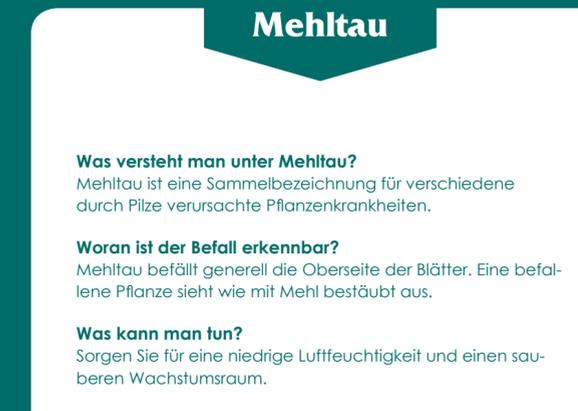 Mehltau
Was versteht man unter Mehltau?
Mehltau ist eine Sammelbezeichnung für verschiedene
durch Pilze verursachte Pflanzenkrankheiten.
Woran ist der Befall erkennbar?
Mehltau befällt generell die Oberseite der Blätter. Eine befal-
lene Pflanze sieht wie mit Mehl bestäubt aus.
Was kann man tun?
Sorgen Sie für eine niedrige Luftfeuchtigkeit und einen sau-
beren Wachstumsraum.